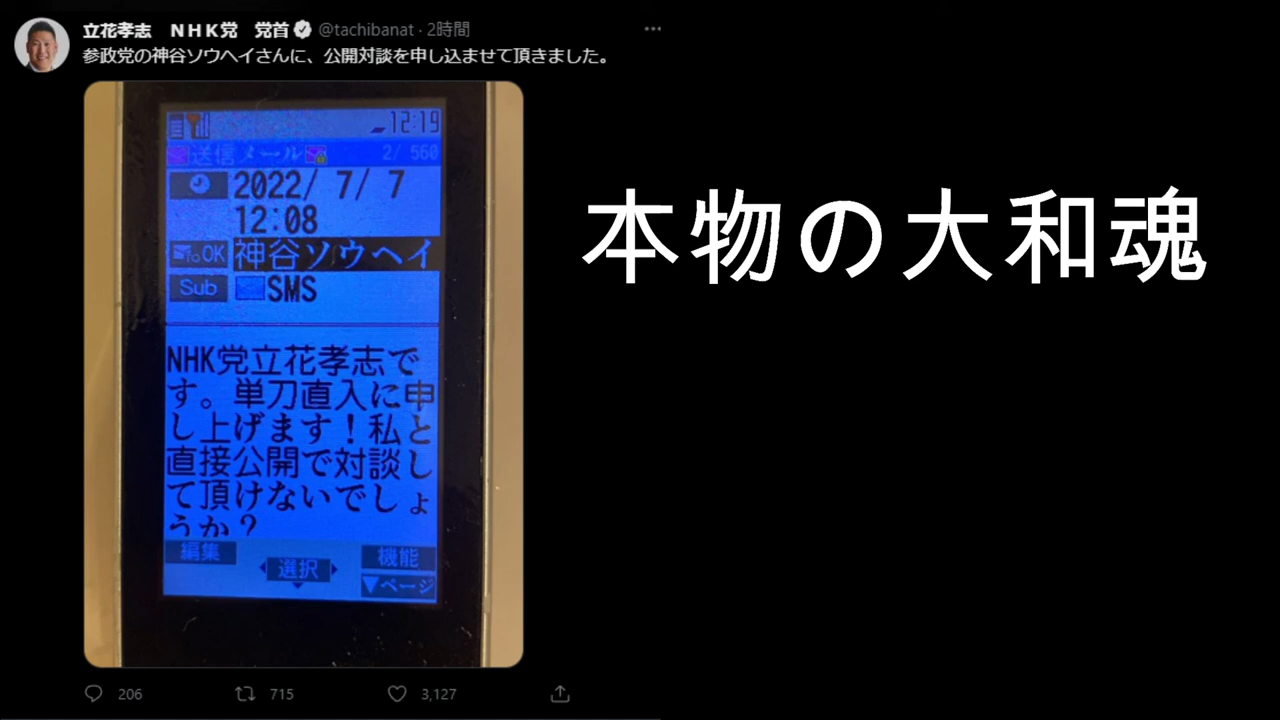 立花孝志　NHK党　党首 @tachibanat · 2時間
参政党の神谷ソウヘイさんに、公開対談を申し込ませて頂きました。
12:19
送信メール 2/ 560
2022/ 7/ 7
12:08
TO OK 神谷ソウヘイ
Sub SMS
NHK党立花孝志で
す。単刀直入に申
し上げます！私と
直接公開で対談し
て頂けないでしょ
うか？
編集 選択 機能
▼ページ
206 715 3,127
本物の大和魂